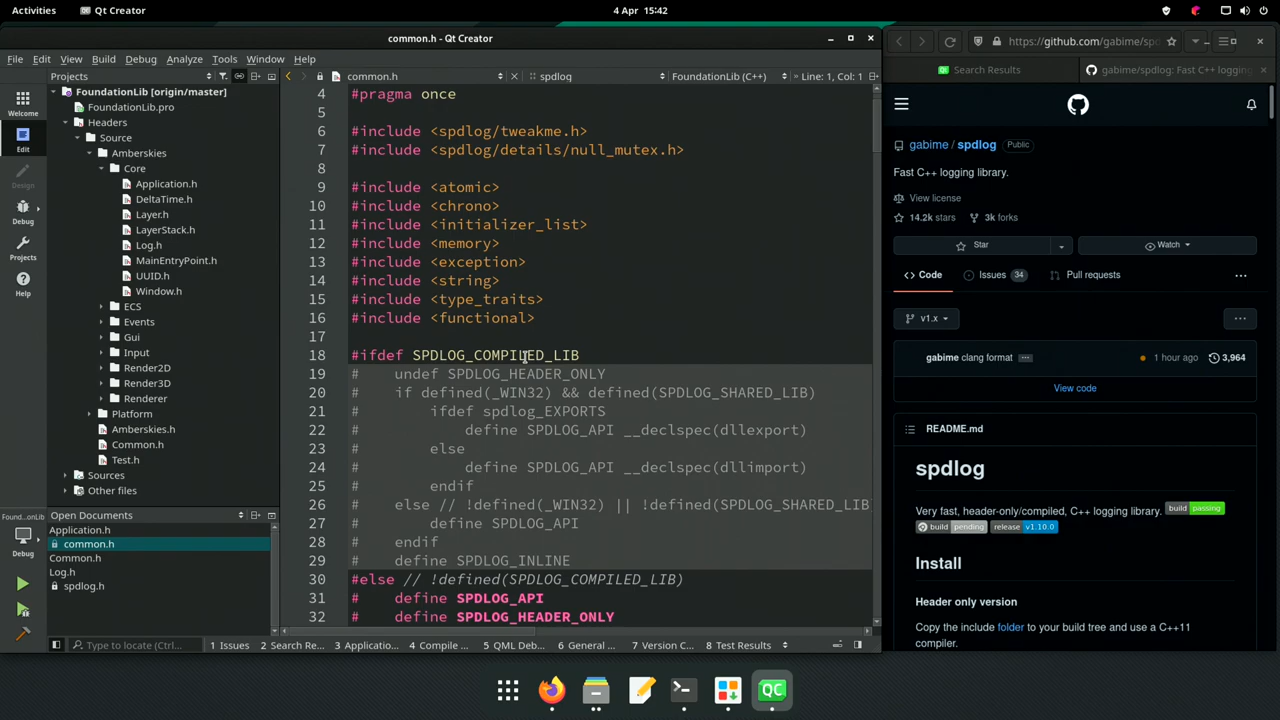 Activities
Qt Creator
4 Apr 15:42
common.h - Qt Creator
File Edit View Build Debug Analyze Tools Window Help
Projects
common.h
spdlog
FoundationLib (C++)
Line: 1, Col: 1
Welcome
Edit
Design
Debug
Projects
Help
Found...onLib
Debug
FoundationLib [origin/master]
FoundationLib.pro
Headers
Source
Amberskies
Core
Application.h
DeltaTime.h
Layer.h
LayerStack.h
Log.h
MainEntryPoint.h
UUID.h
Window.h
ECS
Events
Gui
Input
Render2D
Render3D
Renderer
Platform
Amberskies.h
Common.h
Test.h
Sources
Other files
Open Documents
Application.h
common.h
Common.h
Log.h
spdlog.h
4 #pragma once
5
6 #include <spdlog/tweakme.h>
7 #include <spdlog/details/null_mutex.h>
8
9 #include <atomic>
10 #include <chrono>
11 #include <initializer_list>
12 #include <memory>
13 #include <exception>
14 #include <string>
15 #include <type_traits>
16 #include <functional>
17
18 #ifdef SPDLOG_COMPILED_LIB
19 # undef SPDLOG_HEADER_ONLY
20 # if defined(_WIN32) && defined(SPDLOG_SHARED_LIB)
21 # ifdef spdlog_EXPORTS
22 # define SPDLOG_API __declspec(dllexport)
23 # else
24 # define SPDLOG_API __declspec(dllimport)
25 # endif
26 # else // !defined(_WIN32) || !defined(SPDLOG_SHARED_LIB
27 # define SPDLOG_API
28 # endif
29 # define SPDLOG_INLINE
30 #else // !defined(SPDLOG_COMPILED_LIB)
31 # define SPDLOG_API
32 # define SPDLOG_HEADER_ONLY
Type to locate (Ctrl...
1 Issues
2 Search Re...
3 Applicatio...
4 Compile ...
5 QML Deb...
6 General ...
7 Version C...
8 Test Results
https://github.com/gabime/spd
Search Results
gabime/spdlog: Fast C++ logging
gabime / spdlog Public
Fast C++ logging library.
View license
14.2k stars 3k forks
Star
Watch
Code
Issues 34
Pull requests
v1.x
gabime clang format
1 hour ago
3,964
View code
README.md
spdlog
Very fast, header-only/compiled, C++ logging library. build passing
build pending release v1.10.0
Install
Header only version
Copy the include folder to your build tree and use a C++11
compiler.
QC